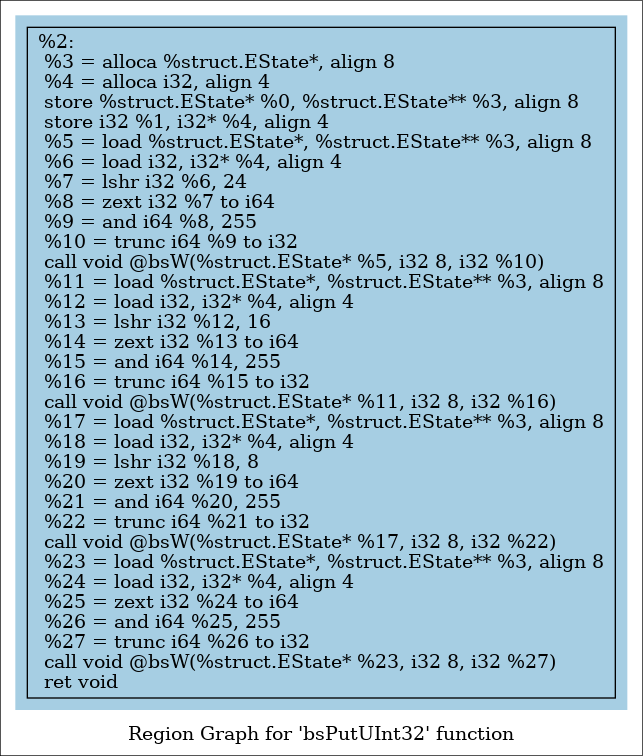 %2:
%3 = alloca %struct.EState*, align 8
%4 = alloca i32, align 4
store %struct.EState* %0, %struct.EState** %3, align 8
store i32 %1, i32* %4, align 4
%5 = load %struct.EState*, %struct.EState** %3, align 8
%6 = load i32, i32* %4, align 4
%7 = lshr i32 %6, 24
%8 = zext i32 %7 to i64
%9 = and i64 %8, 255
%10 = trunc i64 %9 to i32
call void @bsW(%struct.EState* %5, i32 8, i32 %10)
%11 = load %struct.EState*, %struct.EState** %3, align 8
%12 = load i32, i32* %4, align 4
%13 = lshr i32 %12, 16
%14 = zext i32 %13 to i64
%15 = and i64 %14, 255
%16 = trunc i64 %15 to i32
call void @bsW(%struct.EState* %11, i32 8, i32 %16)
%17 = load %struct.EState*, %struct.EState** %3, align 8
%18 = load i32, i32* %4, align 4
%19 = lshr i32 %18, 8
%20 = zext i32 %19 to i64
%21 = and i64 %20, 255
%22 = trunc i64 %21 to i32
call void @bsW(%struct.EState* %17, i32 8, i32 %22)
%23 = load %struct.EState*, %struct.EState** %3, align 8
%24 = load i32, i32* %4, align 4
%25 = zext i32 %24 to i64
%26 = and i64 %25, 255
%27 = trunc i64 %26 to i32
call void @bsW(%struct.EState* %23, i32 8, i32 %27)
ret void
Region Graph for 'bsPutUInt32' function